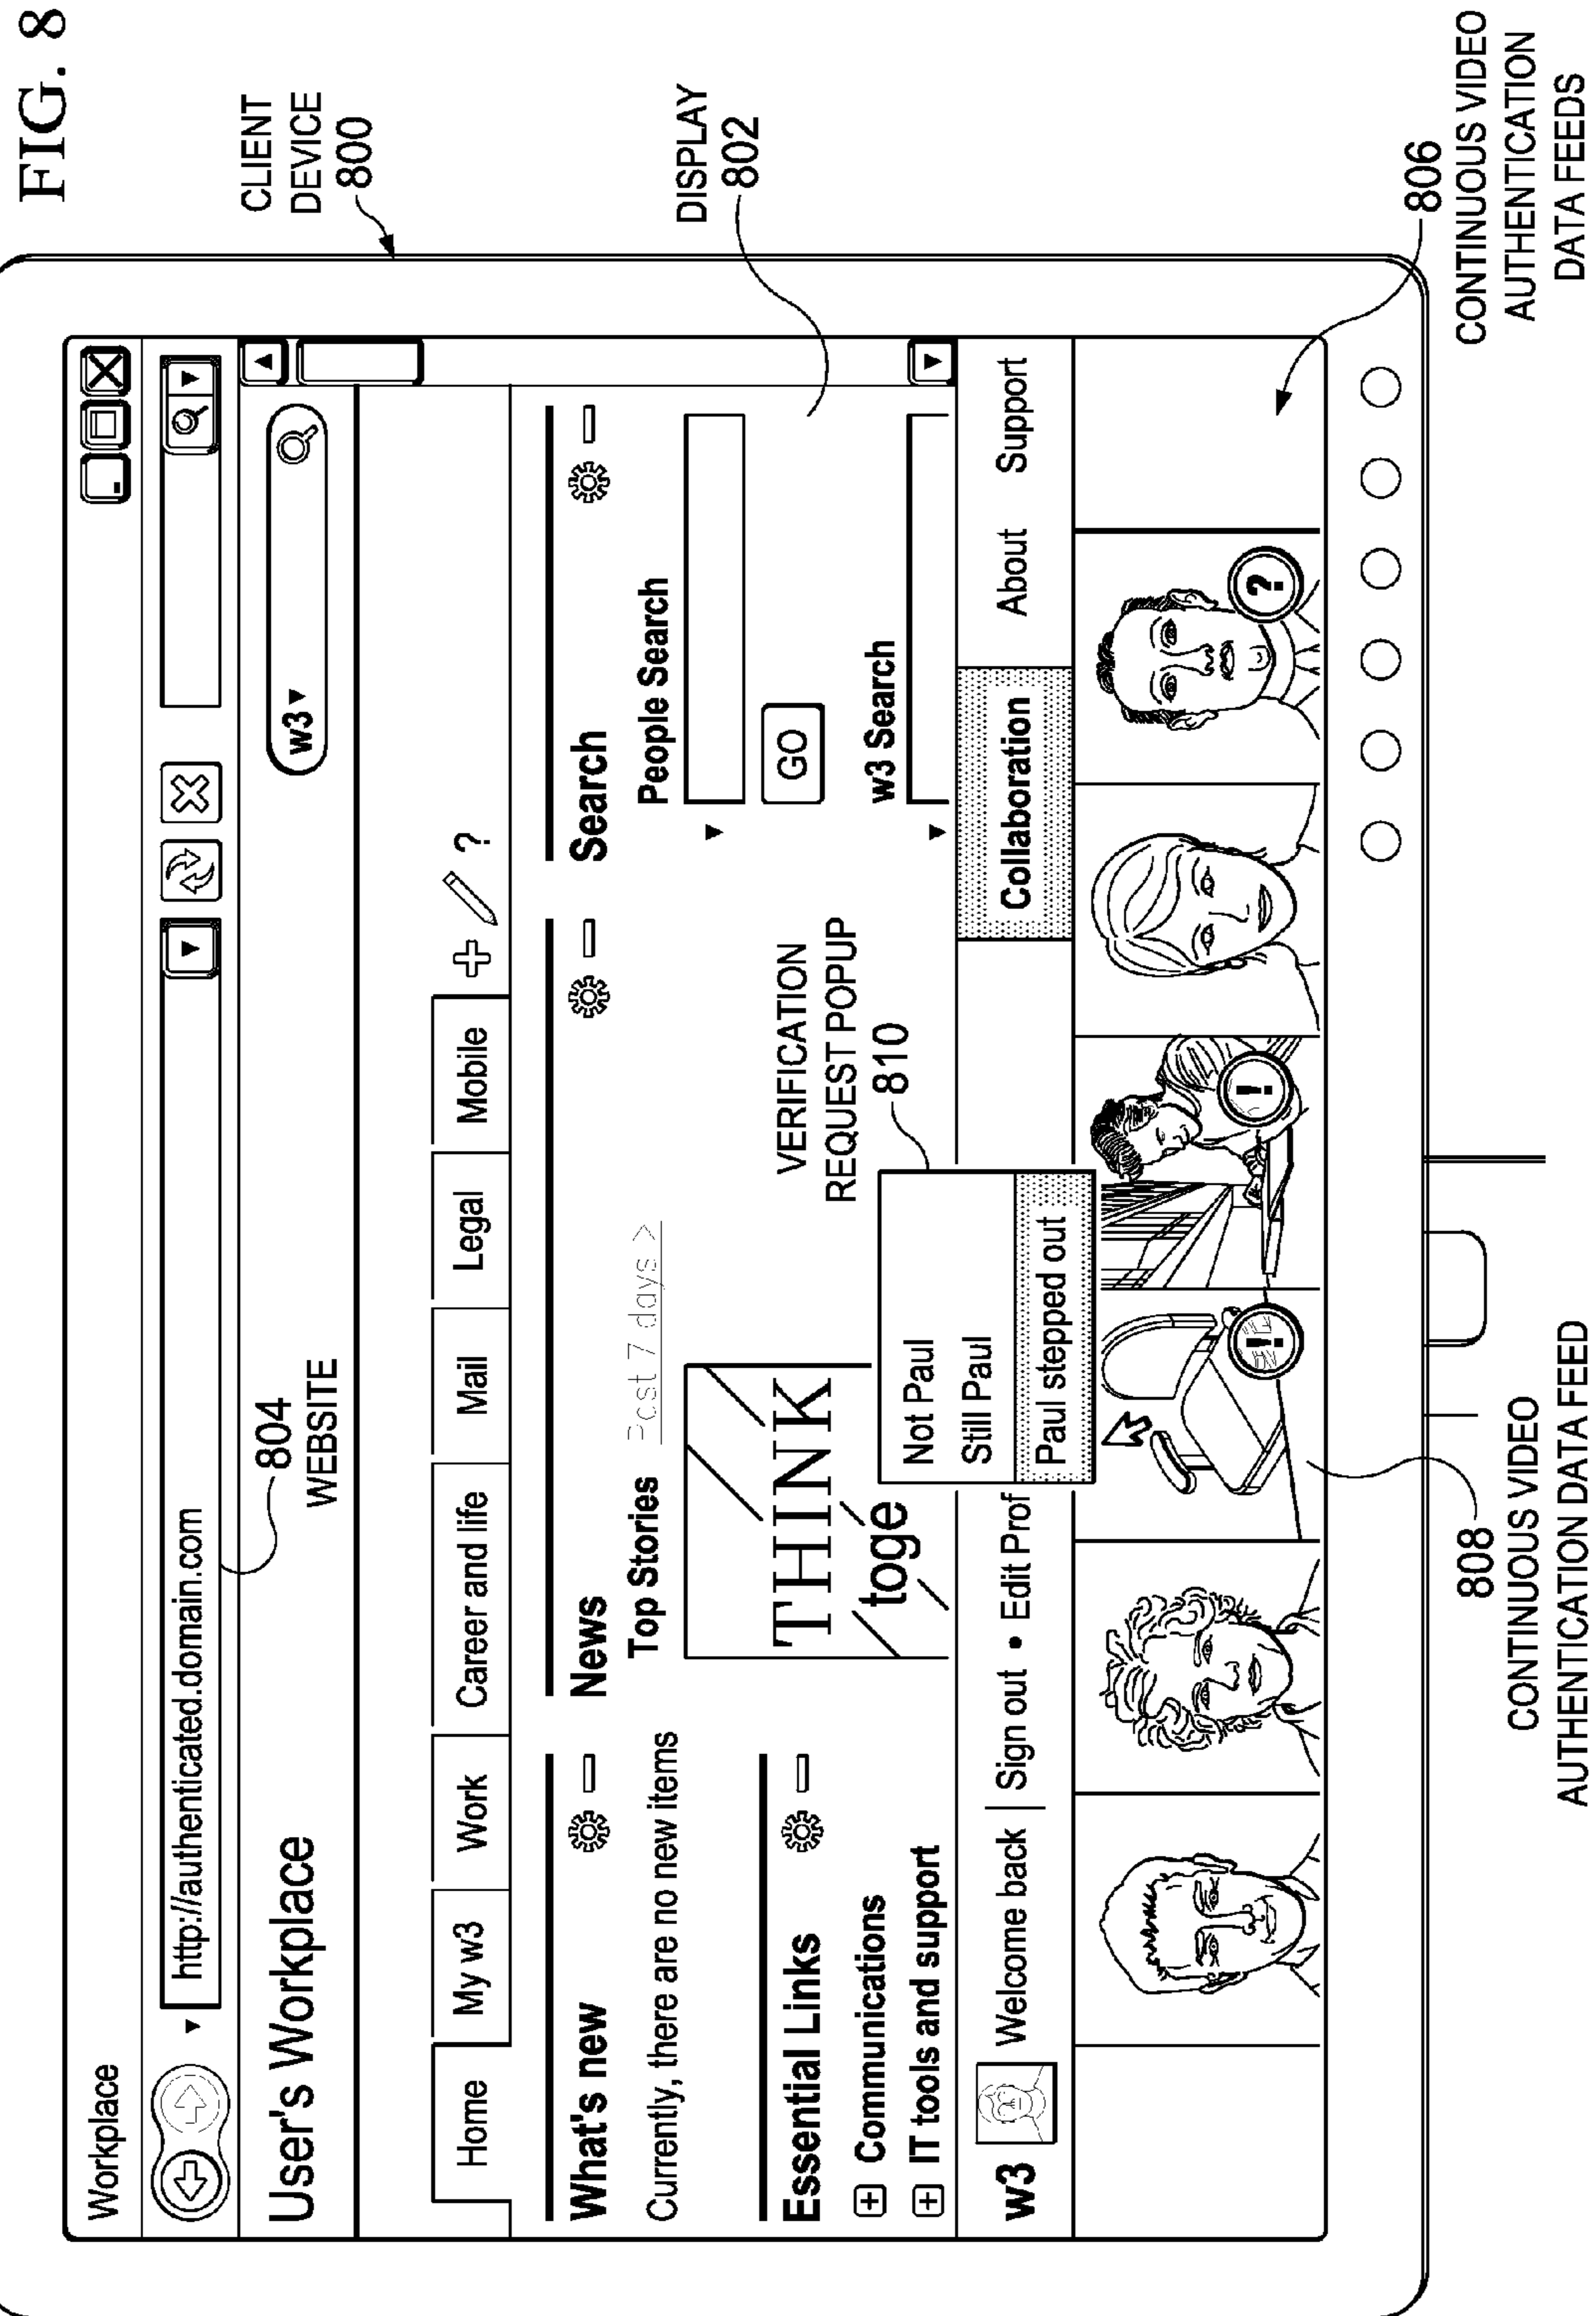 FIG. 8
CLIENT
DEVICE
800
DISPLAY
802
Workplace
http://authenticated.domain.com
804
WEBSITE
User's Workplace
w3
Home
My w3
Work
Career and life
Mail
Legal
Mobile
?
What's new
Currently, there are no new items
Essential Links
Communications
IT tools and support
News
Top Stories
Past 7 days >
THINK
toge
Search
People Search
GO
w3 Search
VERIFICATION
REQUEST POPUP
810
Not Paul
Still Paul
Paul stepped out
w3
Welcome back | Sign out • Edit Prof
Collaboration
About
Support
!
!
?
806
CONTINUOUS VIDEO
AUTHENTICATION
DATA FEEDS
808
CONTINUOUS VIDEO
AUTHENTICATION DATA FEED